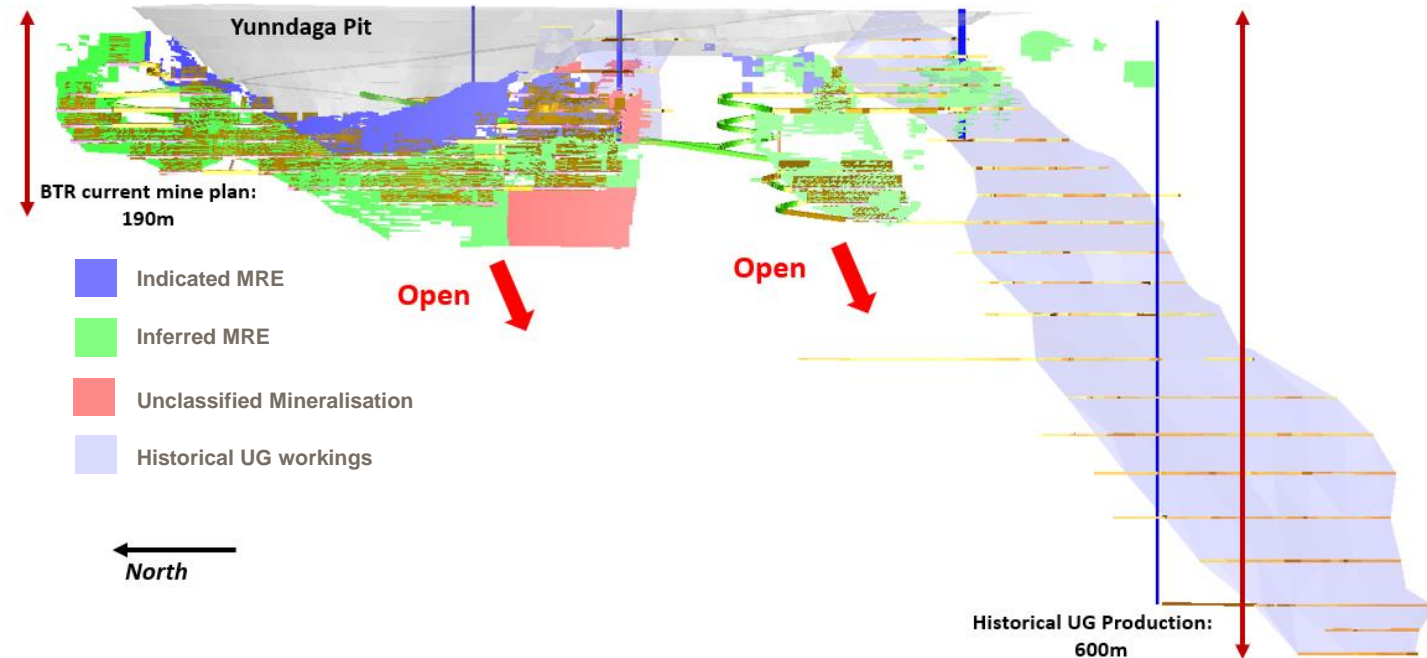 Yunndaga Pit
BTR current mine plan:
190m
Indicated MRE
Inferred MRE
Unclassified Mineralisation
Historical UG workings
Open
Open
North
Historical UG Production:
600m